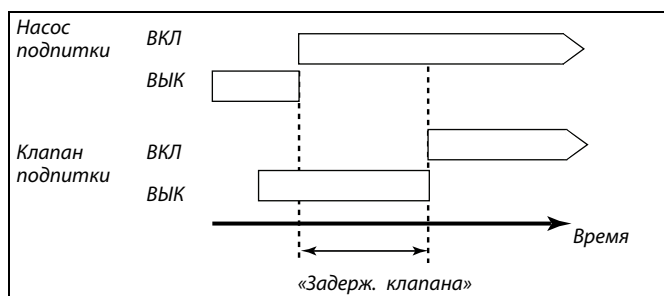 Насос
подпитки
ВКЛ
ВЫК
Клапан
подпитки
ВКЛ
ВЫК
Время
«Задерж. клапана»